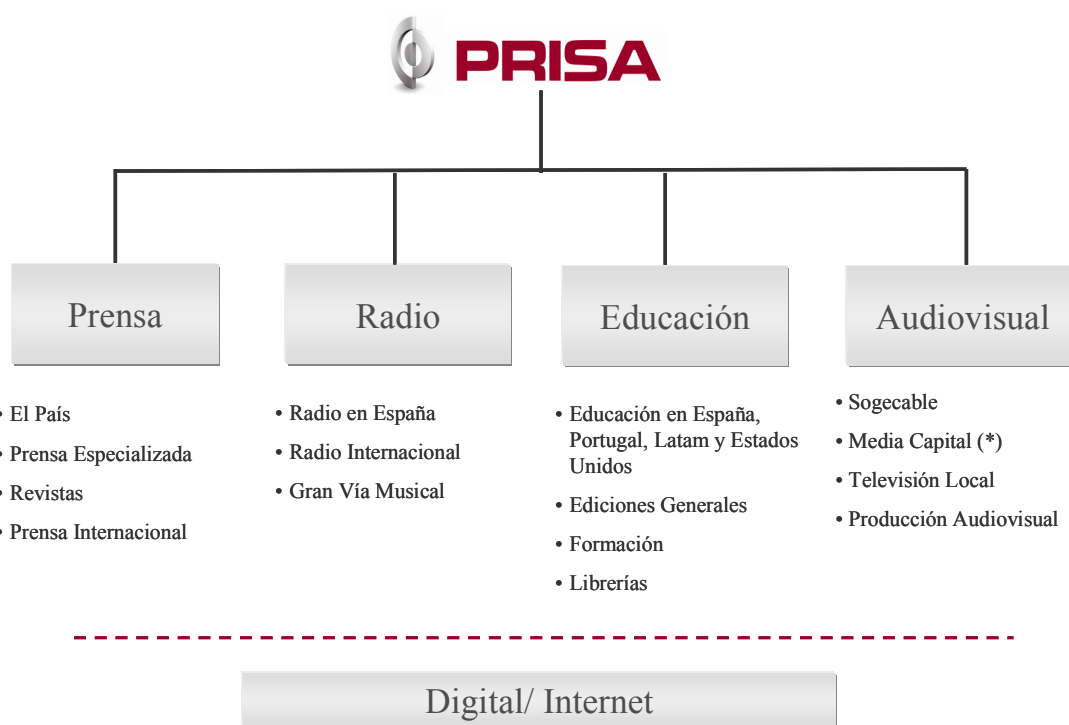 PRISA
Prensa
• El País
• Prensa Especializada
• Revistas
• Prensa Internacional
Radio
• Radio en España
• Radio Internacional
• Gran Vía Musical
Educación
• Educación en España,
Portugal, Latam y Estados
Unidos
• Ediciones Generales
• Formación
• Librerías
Audiovisual
• Sogecable
• Media Capital (*)
• Televisión Local
• Producción Audiovisual
Digital/ Internet